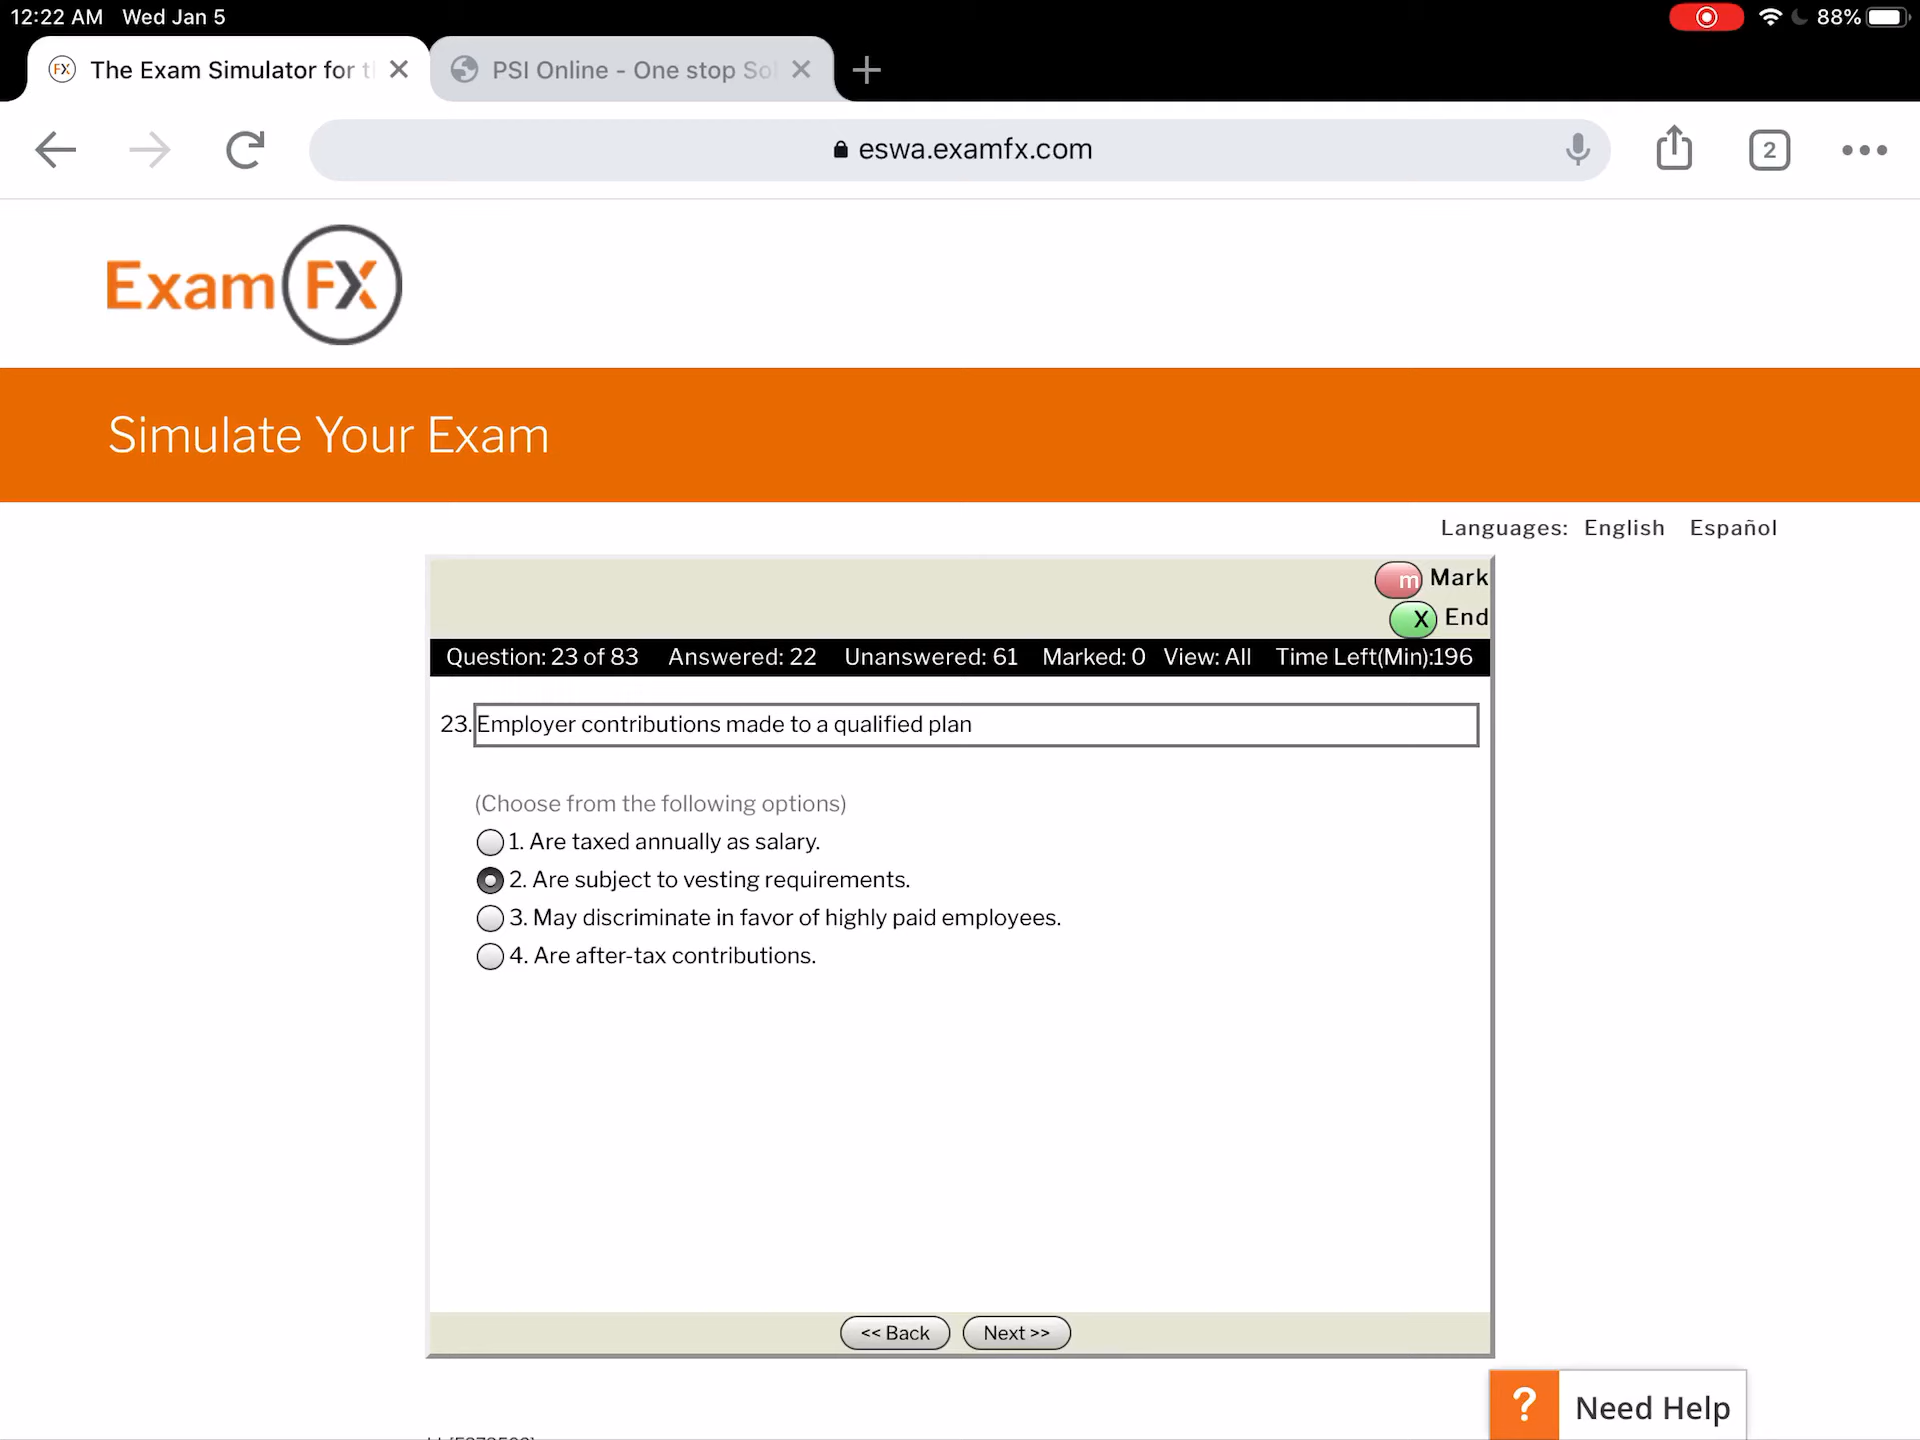 12:22 AM Wed Jan 5
88%
The Exam Simulator for t
PSI Online - One stop Sol
eswa.examfx.com
2
Exam FX
Simulate Your Exam
Languages: English Español
m Mark
X End
Question: 23 of 83 Answered: 22 Unanswered: 61 Marked: 0 View: All Time Left(Min):196
23. Employer contributions made to a qualified plan
(Choose from the following options)
1. Are taxed annually as salary.
2. Are subject to vesting requirements.
3. May discriminate in favor of highly paid employees.
4. Are after-tax contributions.
<< Back Next >>
? Need Help